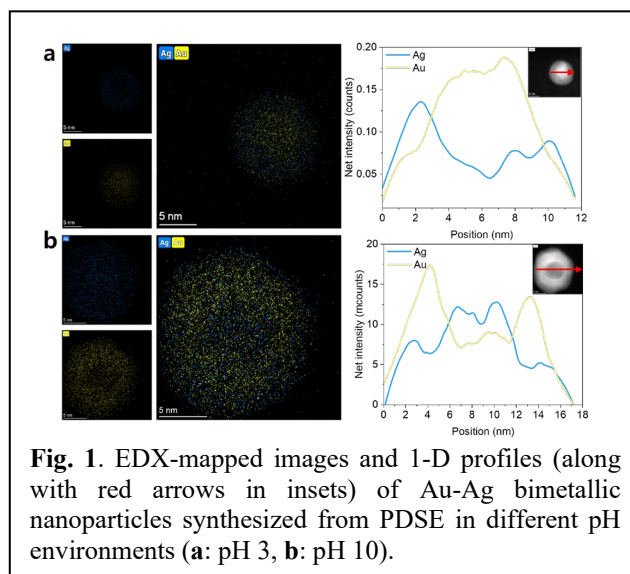 a
Ag
5 nm
Au
5 nm
Ag Au
5 nm
0.20
0.15
0.10
0.05
Net intensity (counts)
Ag
Au
0 2 4 6 8 10 12
Position (nm)
b
Ag
5 nm
5 nm
Ag Au
5 nm
20
15
10
5
0
Net intensity (mcounts)
Ag
Au
0 2 4 6 8 10 12 14 16 18
Position (nm)
Fig. 1. EDX-mapped images and 1-D profiles (along
with red arrows in insets) of Au-Ag bimetallic
nanoparticles synthesized from PDSE in different pH
environments (a: pH 3, b: pH 10).